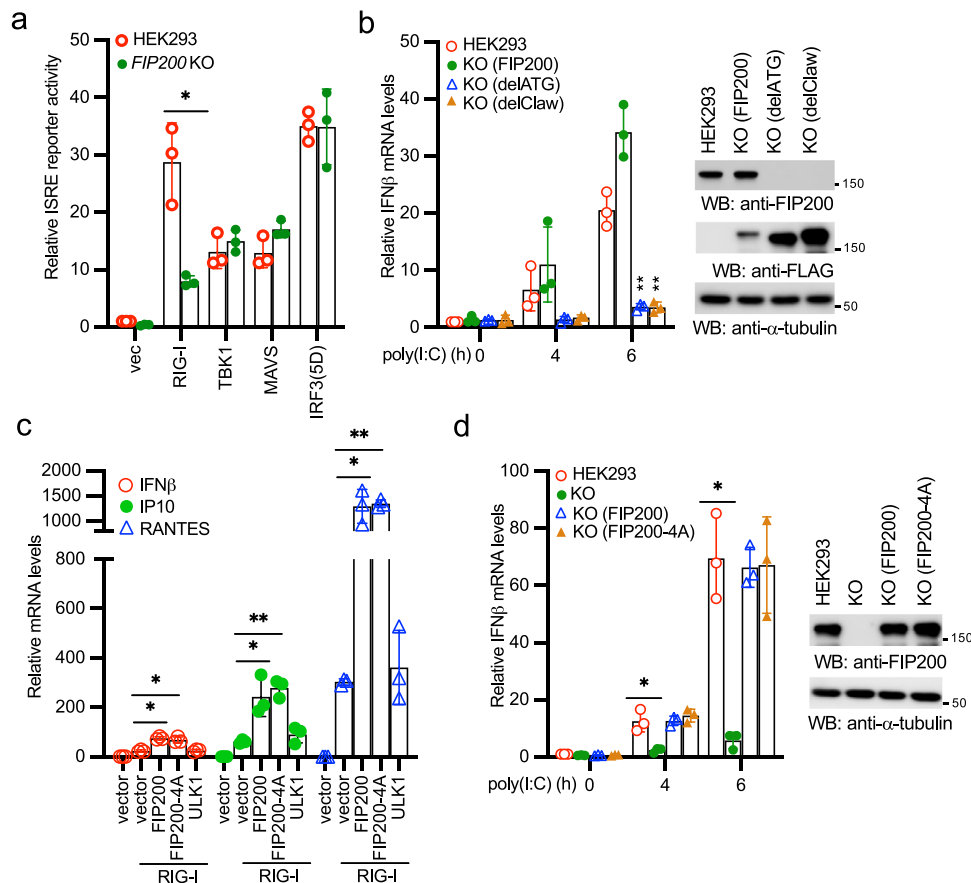 a
HEK293
FIP200 KO
Relative ISRE reporter activity
50
40
30
20
10
0
*
vec
RIG-I
TBK1
MAVS
IRF3(5D)
b
HEK293
KO (FIP200)
KO (delATG)
KO (delClaw)
Relative IFNβ mRNA levels
50
40
30
20
10
0
** **
poly(I:C) (h) 0 4 6
HEK293
KO (FIP200)
KO (delATG)
KO (delClaw)
150
WB: anti-FIP200
150
WB: anti-FLAG
50
WB: anti-α-tubulin
c
IFNβ
IP10
RANTES
Relative mRNA levels
2000
1500
1000
800
600
400
200
0
*
*
**
*
**
*
vector
vector
FIP200
FIP200-4A
ULK1
vector
vector
FIP200
FIP200-4A
ULK1
vector
vector
FIP200
FIP200-4A
ULK1
RIG-I RIG-I RIG-I
d
HEK293
KO
KO (FIP200)
KO (FIP200-4A)
Relative IFNβ mRNA levels
100
80
60
40
20
0
*
*
poly(I:C) (h) 0 4 6
HEK293
KO
KO (FIP200)
KO (FIP200-4A)
150
WB: anti-FIP200
50
WB: anti-α-tubulin